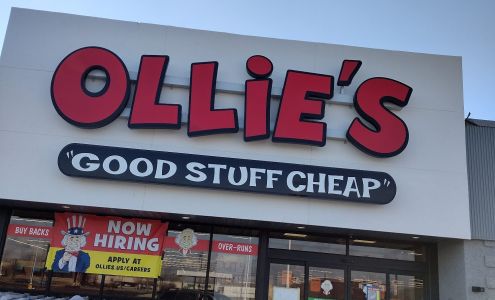 OLLiE'S
"GOOD STUFF CHEAP"
BUY BACKS
NOW
HIRING
APPLY AT
OLLIES.US/CAREERS
OVER-RUNS